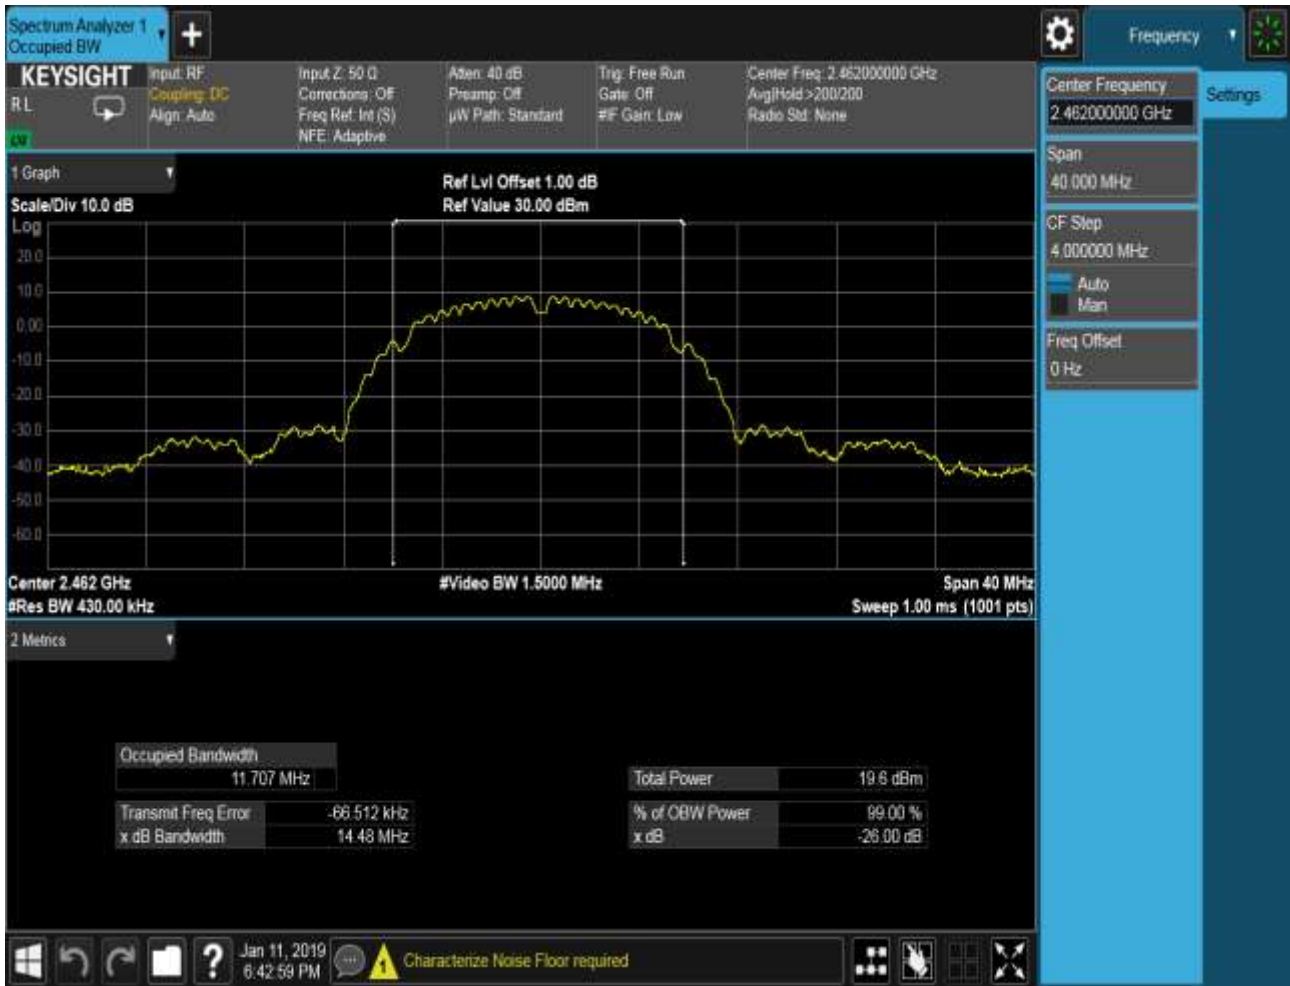 Spectrum Analyzer 1
Occupied BW
+
Frequency
KEYSIGHT
RL
LXI
Input: RF
Coupling: DC
Align: Auto
Input Z: 50 Ω
Corrections: Off
Freq Ref: Int (S)
NFE: Adaptive
Atten: 40 dB
Preamp: Off
µW Path: Standard
Trig: Free Run
Gate: Off
#IF Gain: Low
Center Freq: 2.462000000 GHz
Avg|Hold:>200/200
Radio Std: None
Center Frequency
2.462000000 GHz
Settings
Span
40.000 MHz
CF Step
4.000000 MHz
Auto
Man
Freq Offset
0 Hz
1 Graph
Scale/Div 10.0 dB
Ref Lvl Offset 1.00 dB
Ref Value 30.00 dBm
Log
20.0
10.0
0.00
-10.0
-20.0
-30.0
-40.0
-50.0
-60.0
Center 2.462 GHz
#Video BW 1.5000 MHz
Span 40 MHz
#Res BW 430.00 kHz
Sweep 1.00 ms (1001 pts)
2 Metrics
Occupied Bandwidth
11.707 MHz
Total Power 19.6 dBm
Transmit Freq Error -66.512 kHz
% of OBW Power 99.00 %
x dB Bandwidth 14.48 MHz
x dB -26.00 dB
?
Jan 11, 2019
6:42:59 PM
1
Characterize Noise Floor required